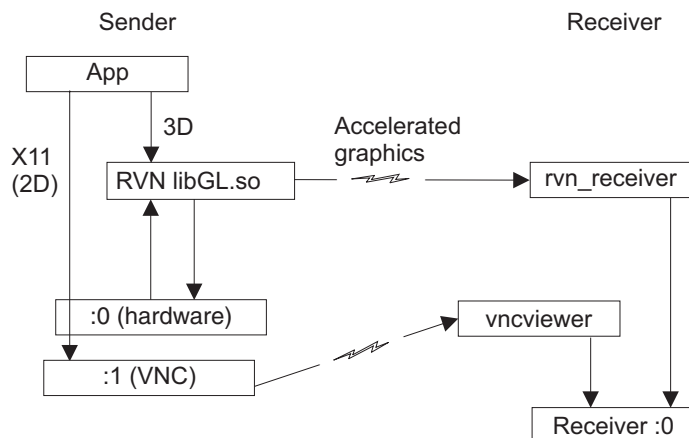 Sender
Receiver
App
3D
X11
(2D)
Accelerated
graphics
RVN libGL.so
rvn_receiver
:0 (hardware)
vncviewer
:1 (VNC)
Receiver :0